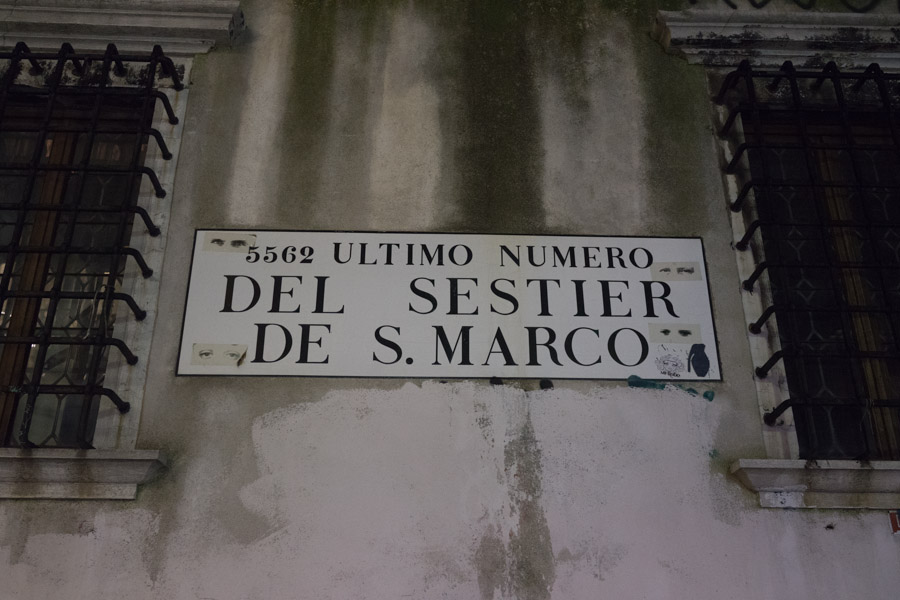 5562 ULTIMO NUMERO
DEL SESTIER
DE S. MARCO